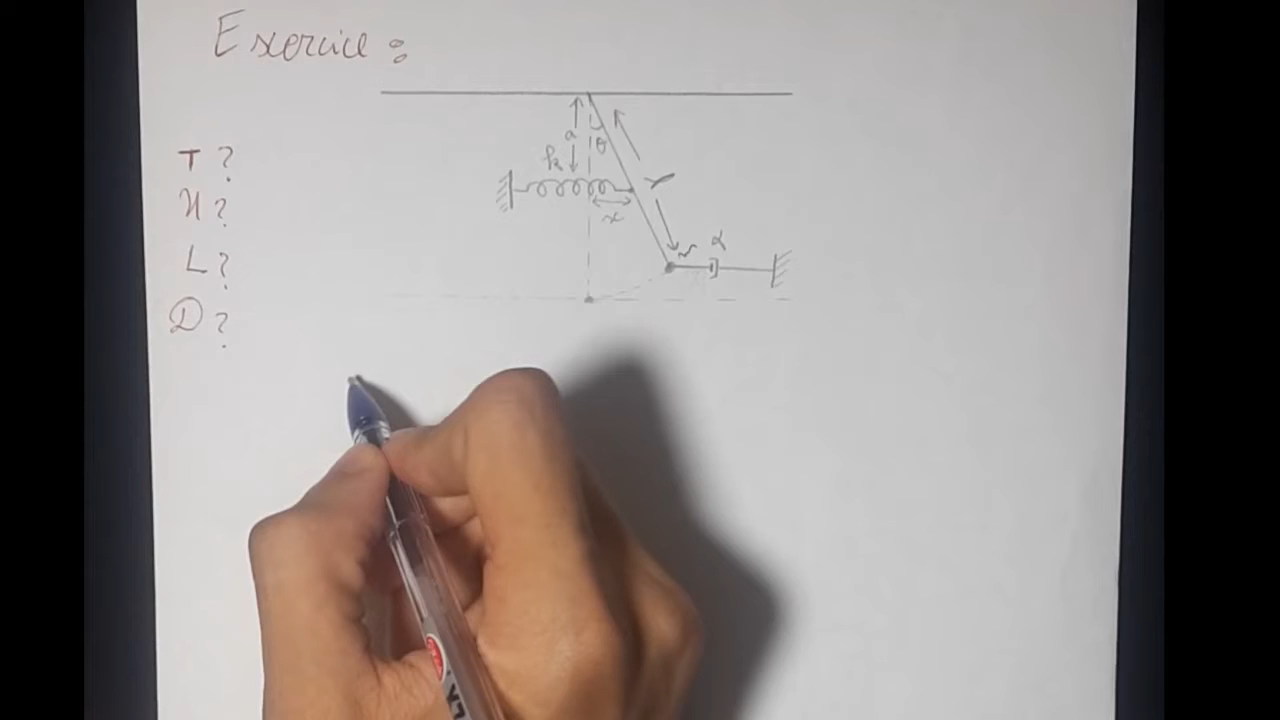 Exercice :
T ?
a
θ
k
x
α
L ?
D ?